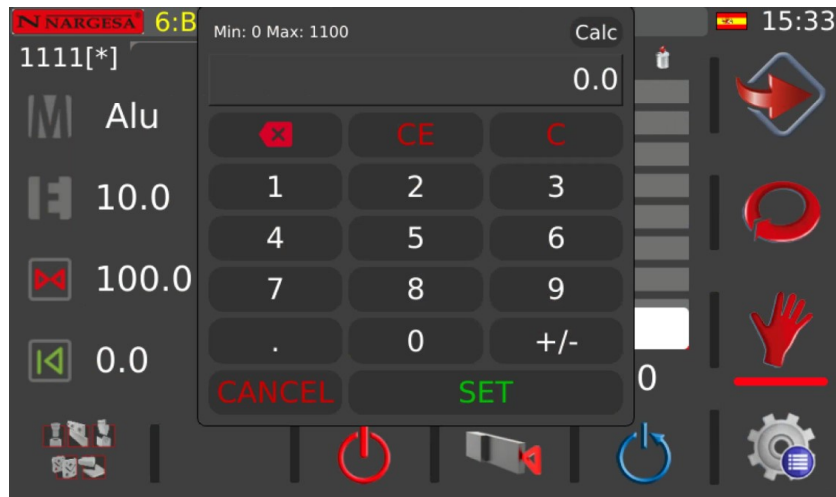 NARGESA 6:B
15:33
Min: 0 Max: 1100
Calc
1111[*]
0.0
Alu
CE
C
1 2 3
10.0
4 5 6
100.0
7 8 9
. 0 +/-
0.0
0
CANCEL SET